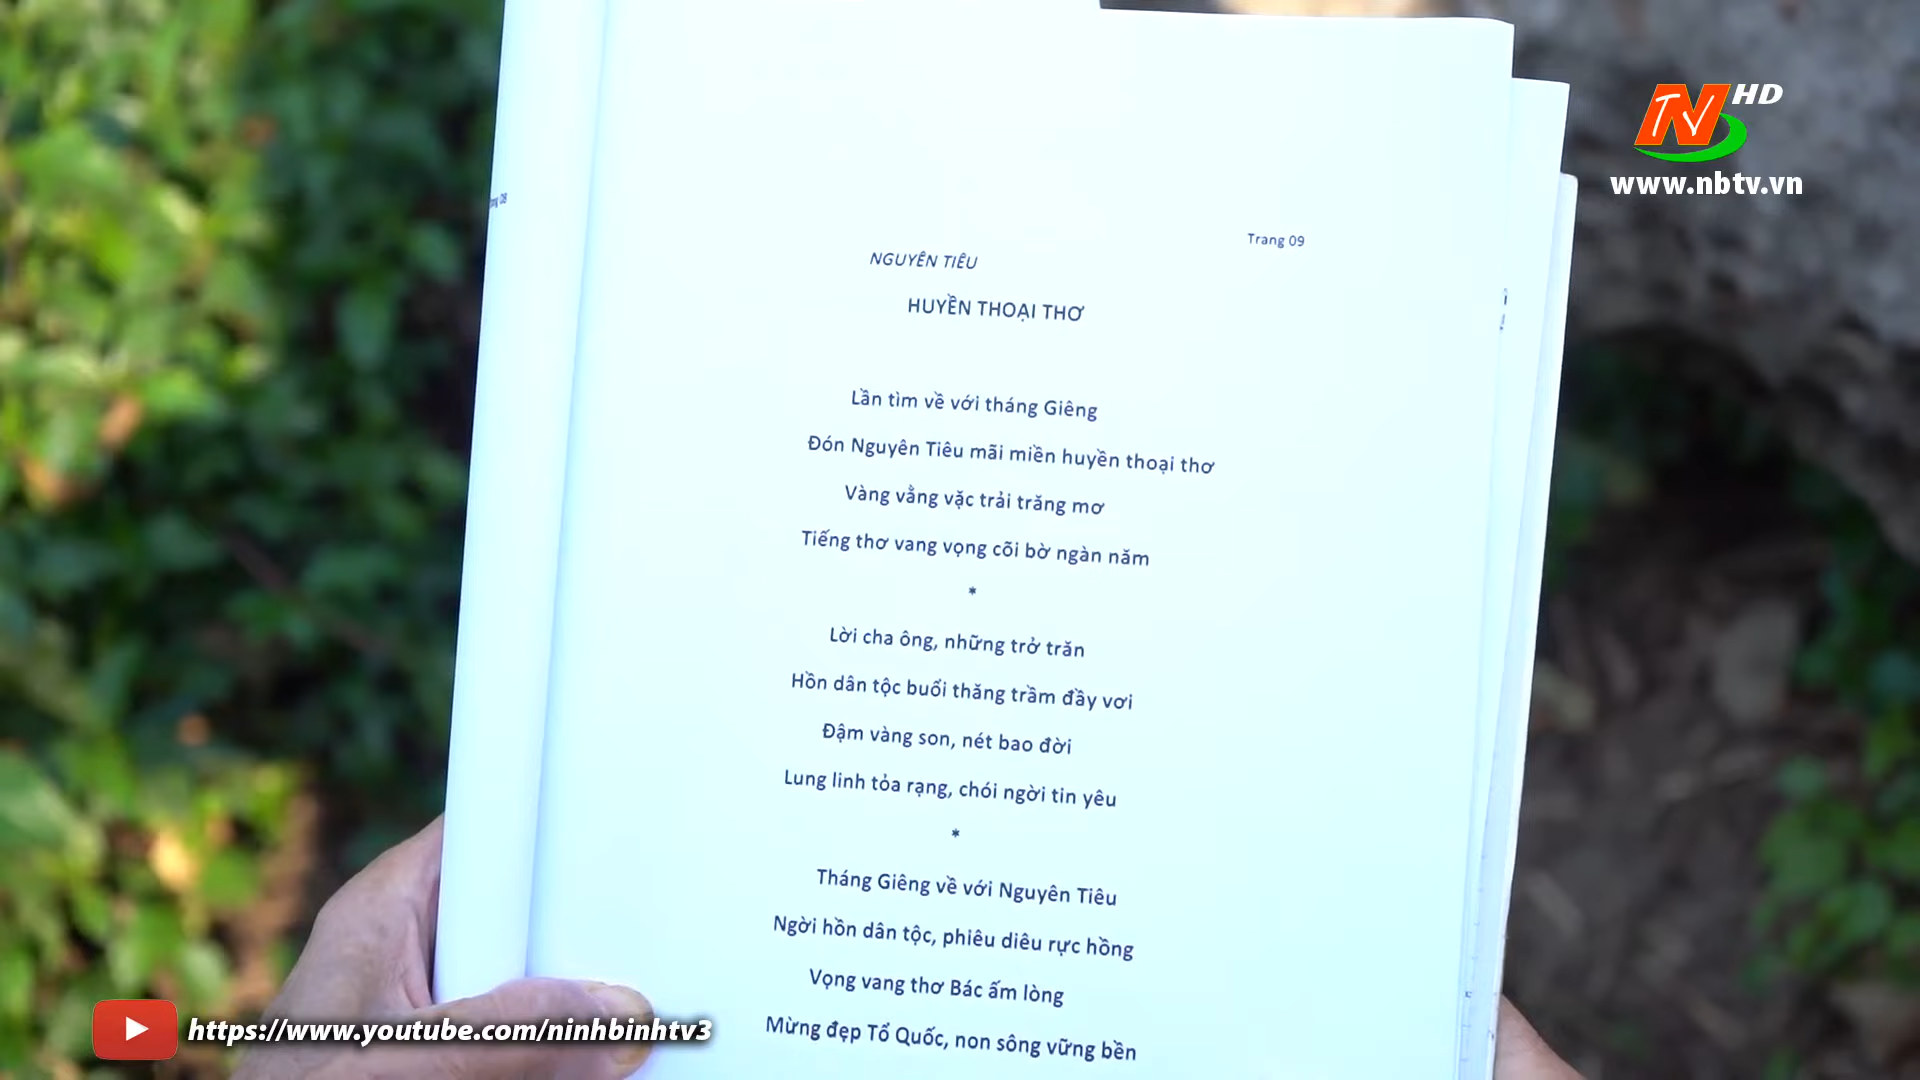 HD
TV
N
www.nbtv.vn
Trang 09
NGUYÊN TIÊU
HUYỀN THOẠI THƠ
Lần tìm về với tháng Giêng
Đón Nguyên Tiêu mãi miền huyền thoại thơ
Vàng vằng vặc trải trăng mơ
Tiếng thơ vang vọng cõi bờ ngàn năm
*
Lời cha ông, những trở trăn
Hồn dân tộc buổi thăng trầm đầy vơi
Đậm vàng son, nét bao đời
Lung linh tỏa rạng, chói ngời tin yêu
*
Tháng Giêng về với Nguyên Tiêu
Ngời hồn dân tộc, phiêu diêu rực hồng
Vọng vang thơ Bác ấm lòng
Mừng đẹp Tổ Quốc, non sông vững bền
https://www.youtube.com/ninhbinhtv3